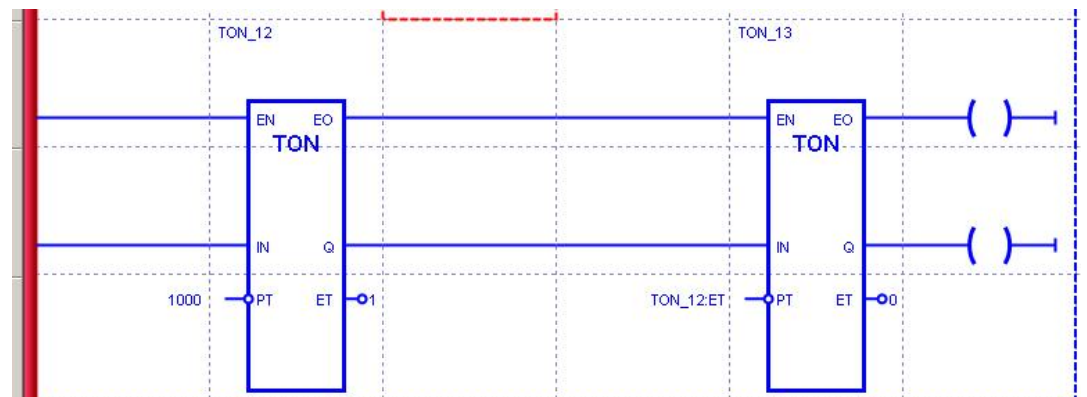 TON_12 TON_13
EN EO EN EO
TON TON
IN Q IN Q
1000 PT ET 1 TON_12:ET PT ET 0